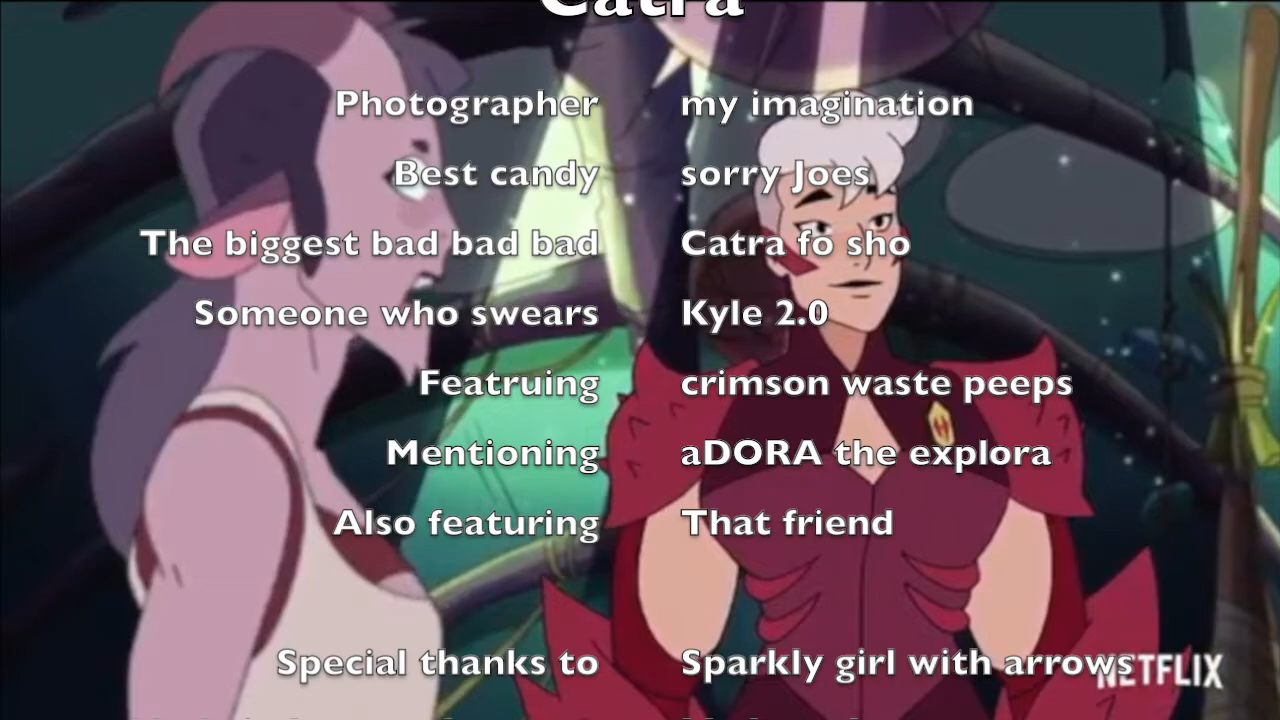 Catra
Photographer my imagination
Best candy sorry Joes
The biggest bad bad bad Catra fo sho
Someone who swears Kyle 2.0
Featruing crimson waste peeps
Mentioning aDORA the explora
Also featuring That friend
Special thanks to Sparkly girl with arrows
NETFLIX